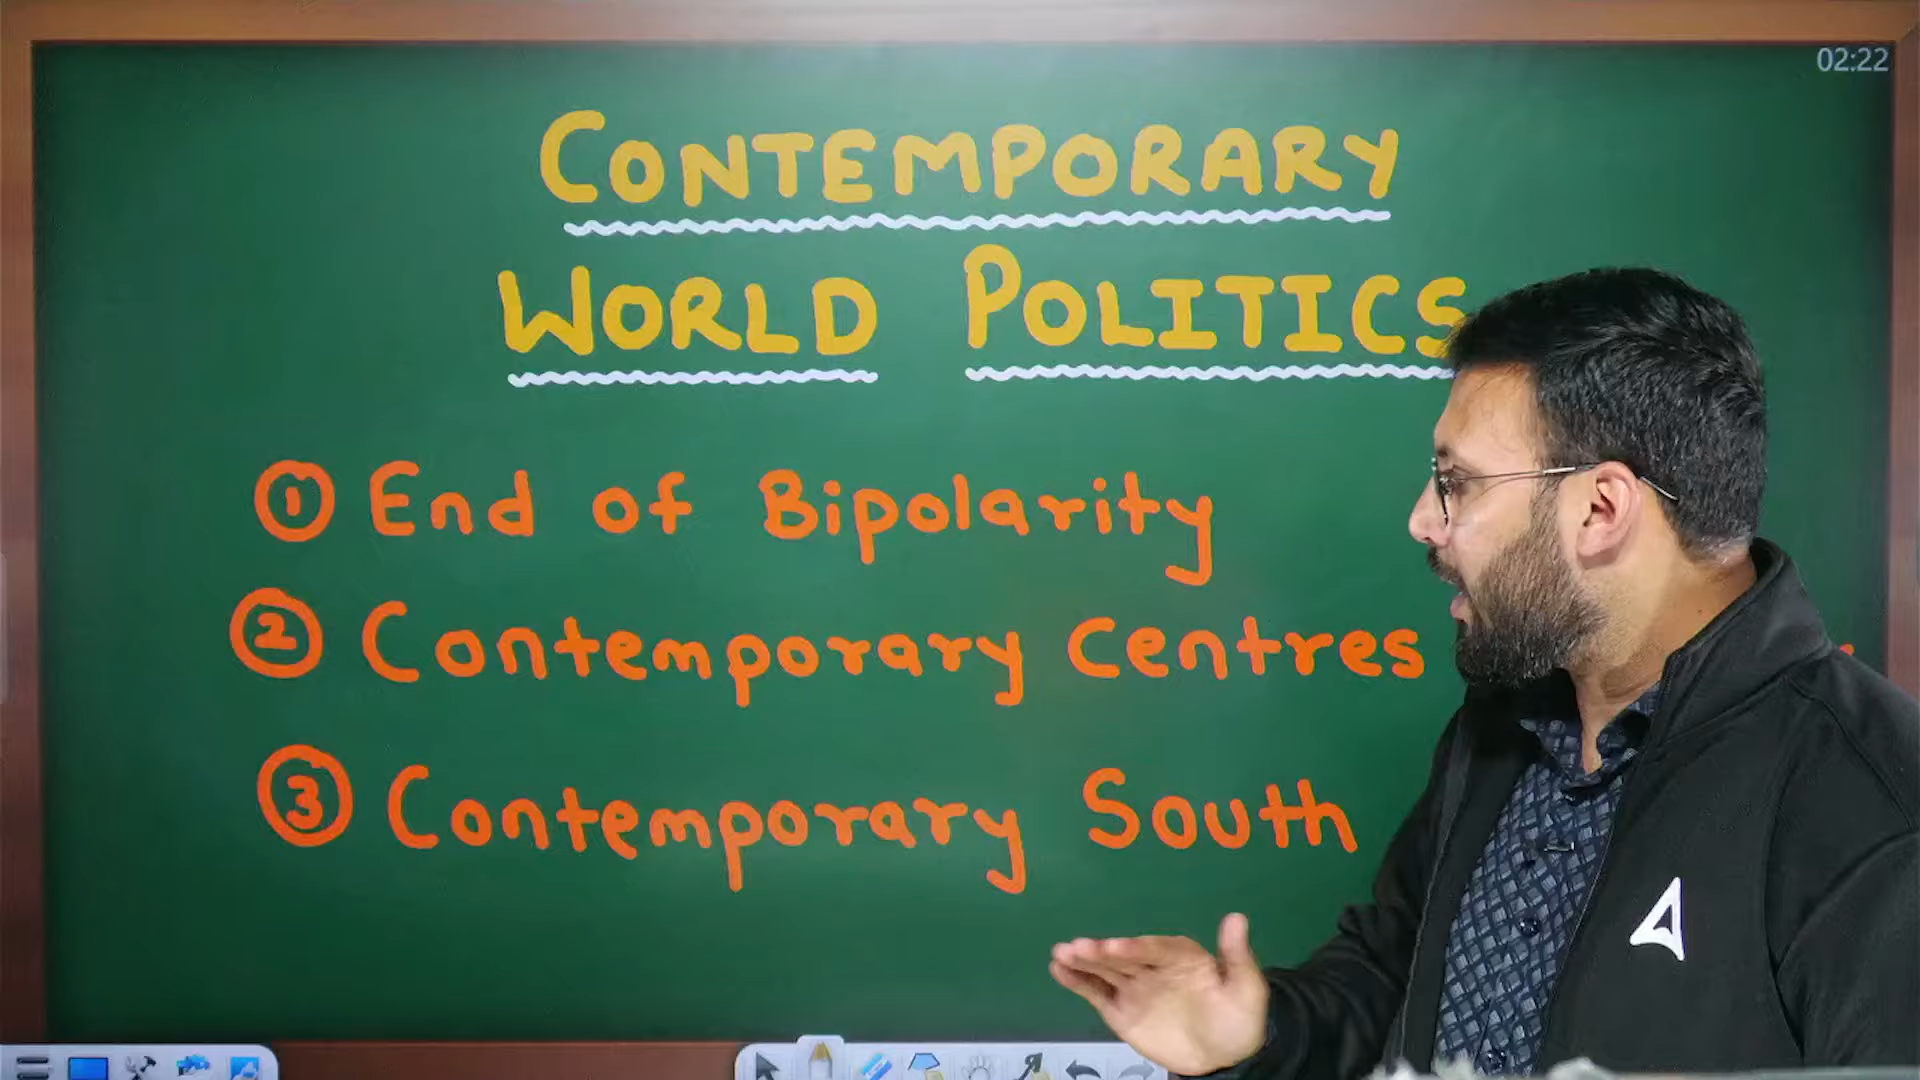 02:22
CONTEMPORARY
WORLD POLITICS
① End of Bipolarity
② Contemporary Centres
③ Contemporary South